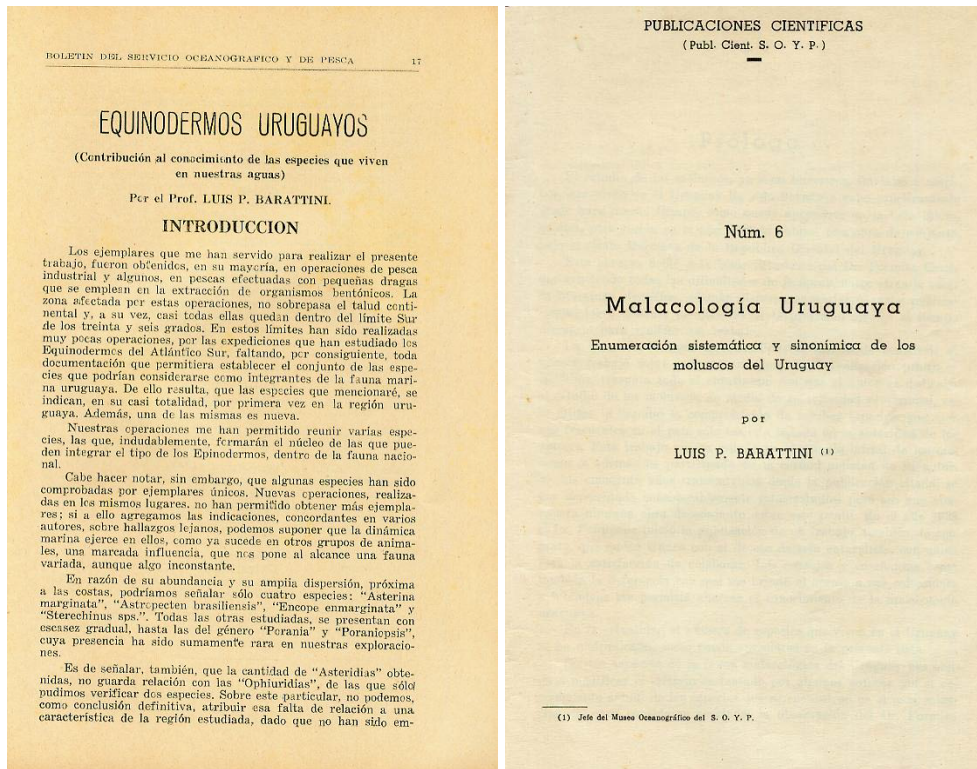 BOLETIN DEL SERVICIO OCEANOGRAFICO Y DE PESCA 17
EQUINODERMOS URUGUAYOS
(Contribución al conocimiento de las especies que viven
en nuestras aguas)
Por el Prof. LUIS P. BARATTINI.
INTRODUCCION
Los ejemplares que me han servido para realizar el presente
trabajo, fueron obtenidos, en su mayoría, en operaciones de pesca
industrial y algunos, en pescas efectuadas con pequeñas dragas
que se emplean en la extracción de organismos bentónicos. La
zona afectada por estas operaciones, no sobrepasa el talud conti-
nental y, a su vez, casi todas ellas quedan dentro del límite Sur
de los treinta y seis grados. En estos límites han sido realizadas
muy pocas operaciones, por las expediciones que han estudiado los
Equinodermos del Atlántico Sur, faltando, por consiguiente, toda
documentación que permitiera establecer el conjunto de las espe-
cies que podrían considerarse como integrantes de la fauna mari-
na uruguaya. De ello resulta, que las especies que mencionaré, se
indican, en su casi totalidad, por primera vez en la región uru-
guaya. Además, una de las mismas es nueva.
Nuestras operaciones me han permitido reunir varias espe-
cies, las que, indudablemente, formarán el núcleo de las que pue-
den integrar el tipo de los Epinodermos, dentro de la fauna nacio-
nal.
Cabe hacer notar, sin embargo, que algunas especies han sido
comprobadas por ejemplares únicos. Nuevas operaciones, realiza-
das en los mismos lugares. no han permitido obtener más ejempla-
res; si a ello agregamos las indicaciones, concordantes en varios
autores, sobre hallazgos lejanos, podemos suponer que la dinámica
marina ejerce en ellos, como ya sucede en otros grupos de anima-
les, una marcada influencia, que nos pone al alcance una fauna
variada, aunque algo inconstante.
En razón de su abundancia y su amplia dispersión, próxima
a las costas, podríamos señalar sólo cuatro especies: "Asterina
marginata", "Astropecten brasiliensis", "Encope enmarginata" y
"Sterechinus sps.". Todas las otras estudiadas, se presentan con
escasez gradual, hasta las del género "Perania" y "Poraniopsis",
cuya presencia ha sido sumamente rara en nuestras exploracio-
nes.
Es de señalar, también, que la cantidad de "Asteridias" obte-
nidas, no guarda relación con las "Ophiuridias", de las que sólo
pudimos verificar dos especies. Sobre este particular, no podemos,
como conclusión definitiva, atribuir esa falta de relación a una
característica de la región estudiada, dado que no han sido em-
PUBLICACIONES CIENTIFICAS
(Publ. Cient. S. O. Y. P.)
Núm. 6
Malacología Uruguaya
Enumeración sistemática y sinonímica de los
moluscos del Uruguay
por
LUIS P. BARATTINI (1)
(1) Jefe del Museo Oceanográfico del S. O. Y. P.